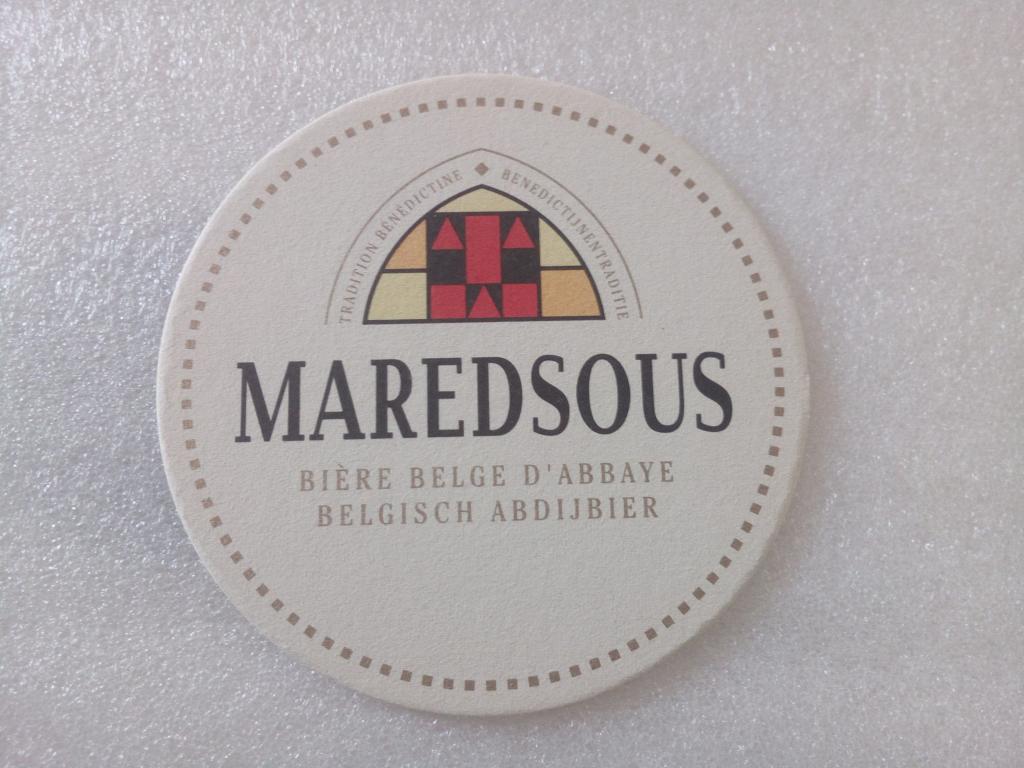 TRADITION BÉNÉDICTINE ◆ BENEDICTIJNENTRADITIE
MAREDSOUS
BIÈRE BELGE D'ABBAYE
BELGISCH ABDIJBIER